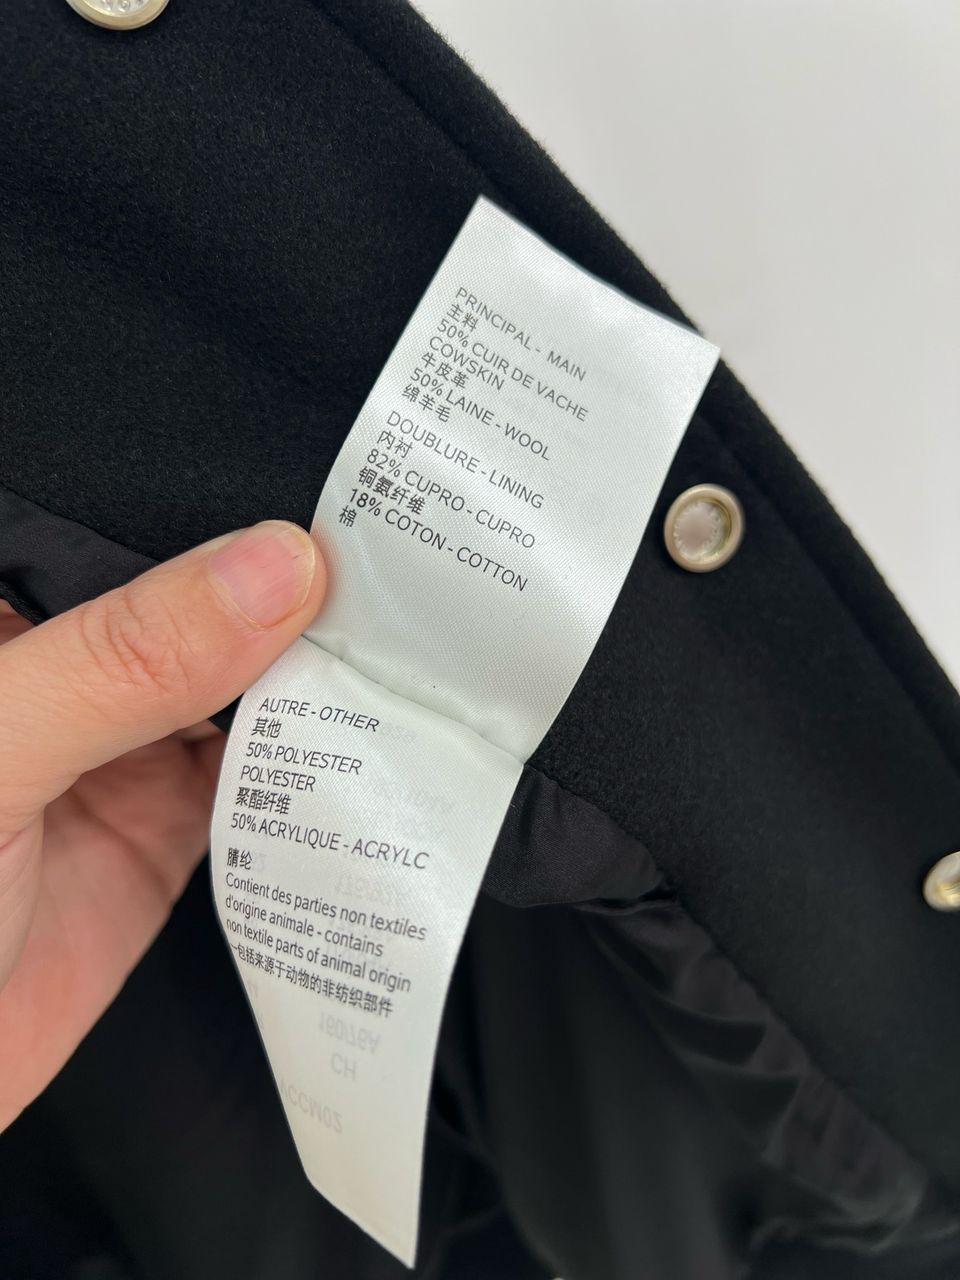 PRINCIPAL - MAIN
主料
50% CUIR DE VACHE
COWSKIN
牛皮革
50% LAINE - WOOL
绵羊毛
DOUBLURE - LINING
内衬
82% CUPRO - CUPRO
铜氨纤维
18% COTON - COTTON
棉
AUTRE - OTHER
其他
50% POLYESTER
POLYESTER
聚酯纤维
50% ACRYLIQUE - ACRYLC
腈纶
Contient des parties non textiles
d'origine animale - contains
non textile parts of animal origin
—包括来源于动物的非纺织部件
160/76A
CH